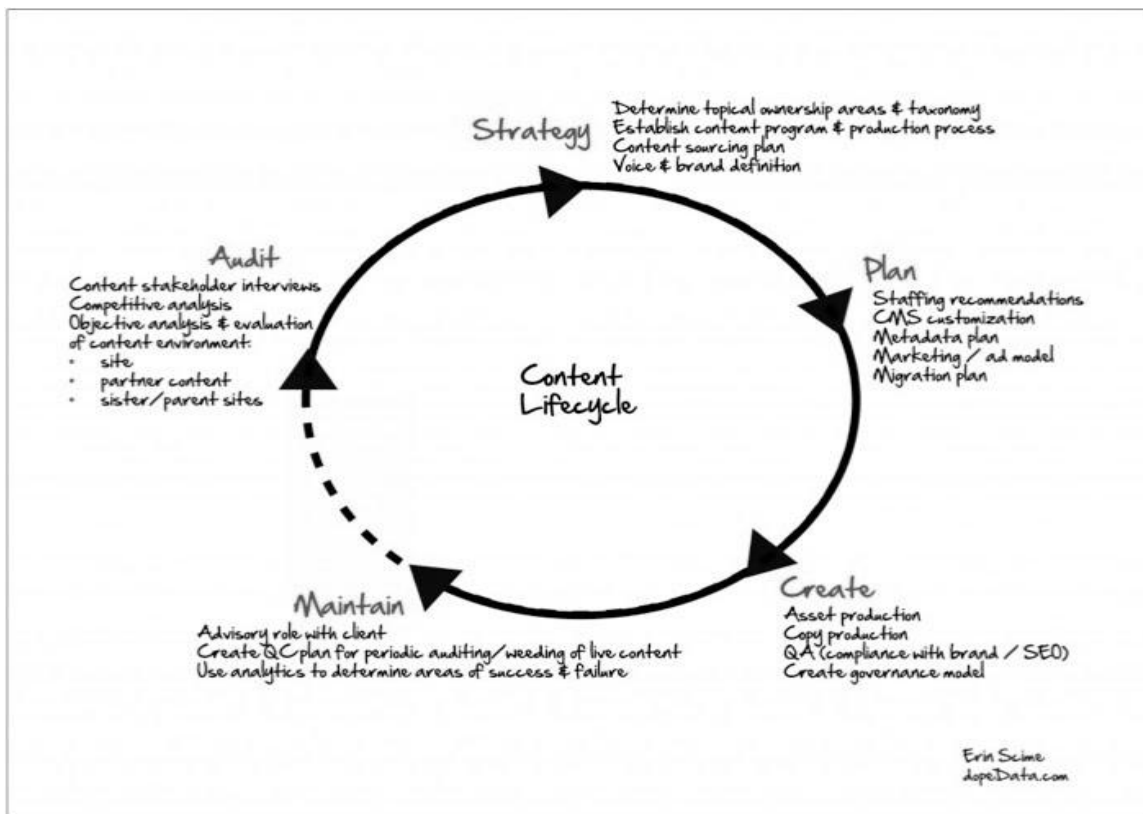 Strategy
Determine topical ownership areas & taxonomy
Establish content program & production process
Content sourcing plan
Voice & brand definition
Plan
Staffing recommendations
CMS customization
Metadata plan
Marketing / ad model
Migration plan
Create
Asset production
Copy production
QA (compliance with brand / SEO)
Create governance model
Maintain
Advisory role with client
Create QC plan for periodic auditing/weeding of live content
Use analytics to determine areas of success & failure
Audit
Content stakeholder interviews
Competitive analysis
Objective analysis & evaluation
of content environment:
• site
• partner content
• sister/parent sites
Content
Lifecycle
Erin Scime
dopeData.com